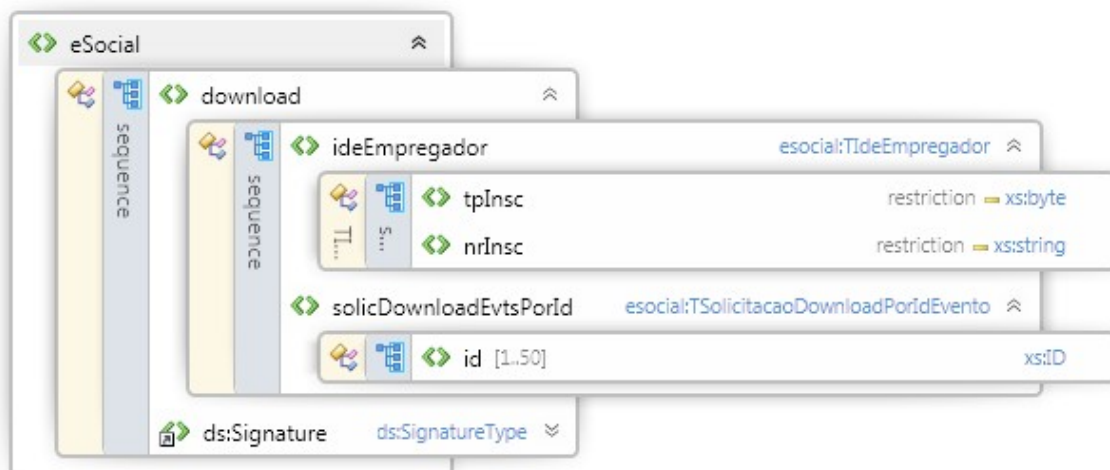 eSocial
sequence
download
sequence
ideEmpregador esocial:TIdeEmpregador
TI...
s...
tpInsc restriction xs:byte
nrInsc restriction xs:string
solicDownloadEvtsPorId esocial:TSolicitacaoDownloadPorIdEvento
id [1..50] xs:ID
ds:Signature ds:SignatureType